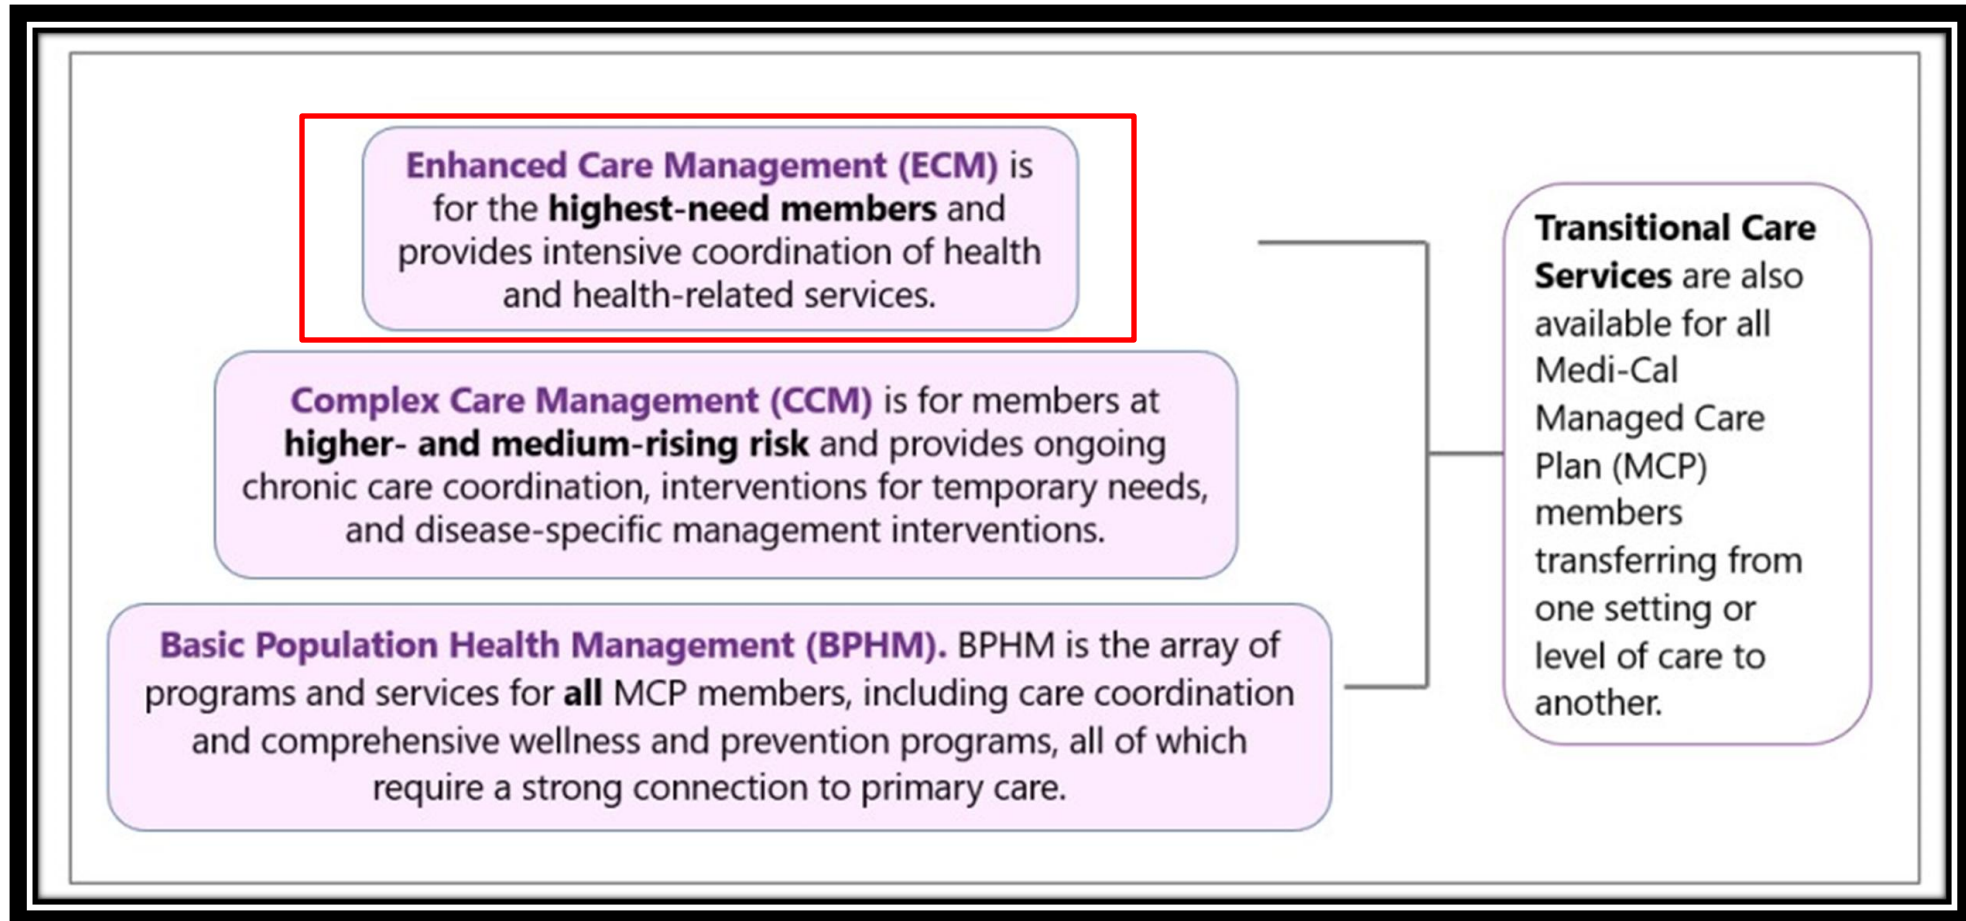 Enhanced Care Management (ECM) is
for the highest-need members and
provides intensive coordination of health
and health-related services.
Complex Care Management (CCM) is for members at
higher- and medium-rising risk and provides ongoing
chronic care coordination, interventions for temporary needs,
and disease-specific management interventions.
Basic Population Health Management (BPHM). BPHM is the array of
programs and services for all MCP members, including care coordination
and comprehensive wellness and prevention programs, all of which
require a strong connection to primary care.
Transitional Care
Services are also
available for all
Medi-Cal
Managed Care
Plan (MCP)
members
transferring from
one setting or
level of care to
another.